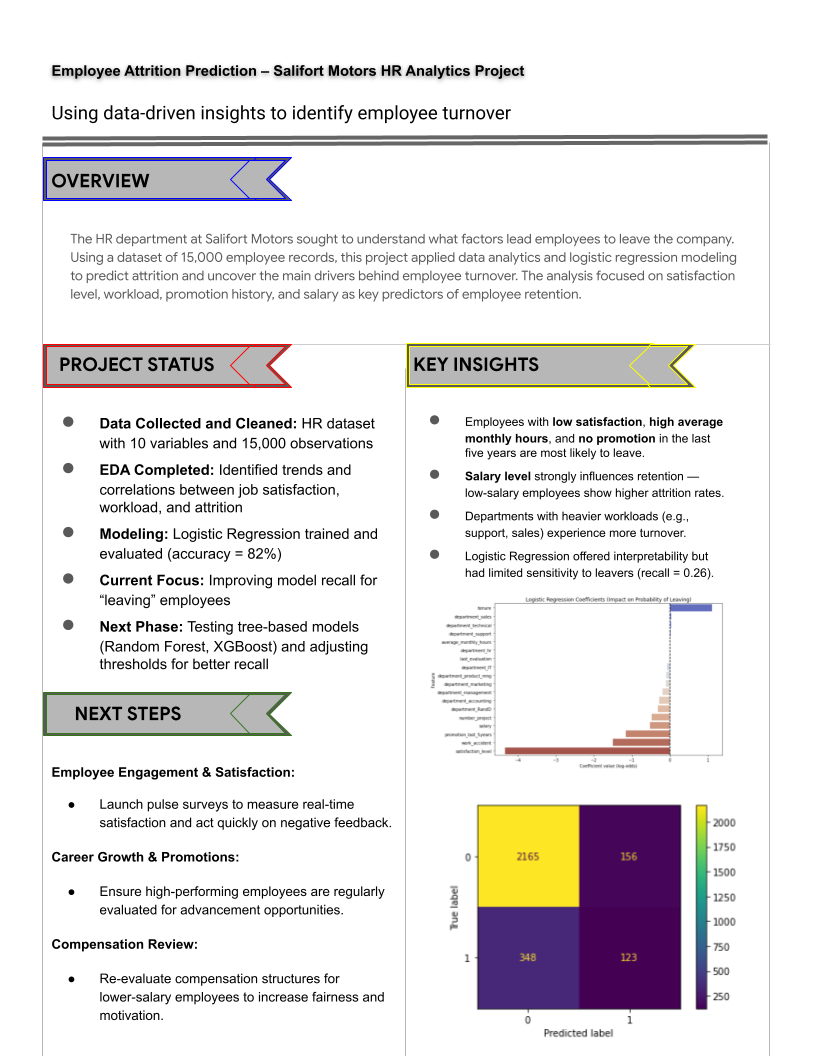 Employee Attrition Prediction – Salifort Motors HR Analytics Project
Using data-driven insights to identify employee turnover
OVERVIEW
The HR department at Salifort Motors sought to understand what factors lead employees to leave the company.
Using a dataset of 15,000 employee records, this project applied data analytics and logistic regression modeling
to predict attrition and uncover the main drivers behind employee turnover. The analysis focused on satisfaction
level, workload, promotion history, and salary as key predictors of employee retention.
PROJECT STATUS
● Data Collected and Cleaned: HR dataset
with 10 variables and 15,000 observations
● EDA Completed: Identified trends and
correlations between job satisfaction,
workload, and attrition
● Modeling: Logistic Regression trained and
evaluated (accuracy = 82%)
● Current Focus: Improving model recall for
“leaving” employees
● Next Phase: Testing tree-based models
(Random Forest, XGBoost) and adjusting
thresholds for better recall
NEXT STEPS
Employee Engagement & Satisfaction:
● Launch pulse surveys to measure real-time
satisfaction and act quickly on negative feedback.
Career Growth & Promotions:
● Ensure high-performing employees are regularly
evaluated for advancement opportunities.
Compensation Review:
● Re-evaluate compensation structures for
lower-salary employees to increase fairness and
motivation.
KEY INSIGHTS
● Employees with low satisfaction, high average
monthly hours, and no promotion in the last
five years are most likely to leave.
● Salary level strongly influences retention —
low-salary employees show higher attrition rates.
● Departments with heavier workloads (e.g.,
support, sales) experience more turnover.
● Logistic Regression offered interpretability but
had limited sensitivity to leavers (recall = 0.26).
Logistic Regression Coefficients (Impact on Probability of Leaving)
tenure
department_sales
department_technical
department_support
average_monthly_hours
department_hr
last_evaluation
department_IT
department_product_mng
department_marketing
department_management
department_accounting
department_RandD
number_project
salary
promotion_last_5years
work_accident
satisfaction_level
Feature
−4 −3 −2 −1 0 1
Coefficient value (log-odds)
True label
0
2165 156
1
348 123
0 1
Predicted label
2000
1750
1500
1250
1000
750
500
250